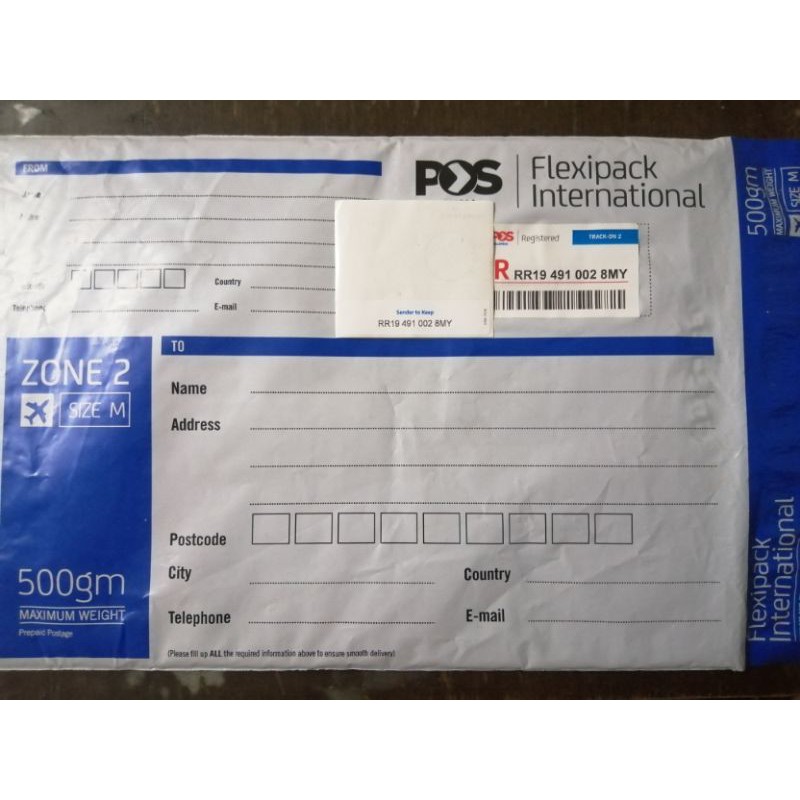 FROM
POS
Flexipack
International
500gm
MAXIMUM WEIGHT
SIZE M
POS Registered
TRACK-ON 2
R RR19 491 002 8MY
Sender to Keep
RR19 491 002 8MY
Country
Telephone
E-mail
TO
ZONE 2
SIZE M
Name
Address
Postcode
City
Country
Telephone
E-mail
500gm
MAXIMUM WEIGHT
Prepaid Postage
(Please fill up ALL the required information above to ensure smooth delivery)
Flexipack
International